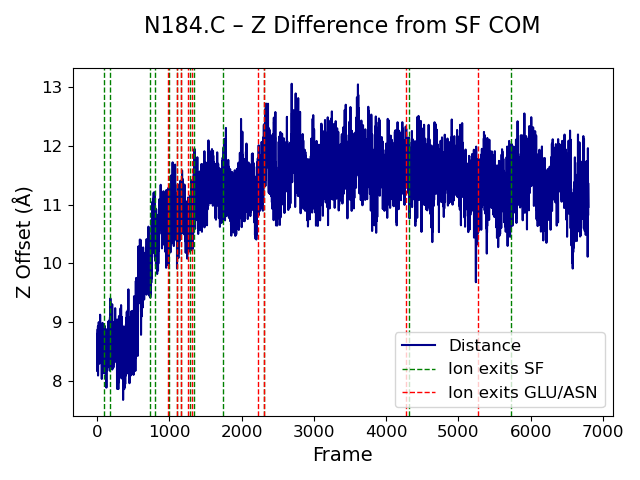 N184.C – Z Difference from SF COM
Z Offset (Å)
13
12
11
10
9
8
Distance
Ion exits SF
Ion exits GLU/ASN
0 1000 2000 3000 4000 5000 6000 7000
Frame